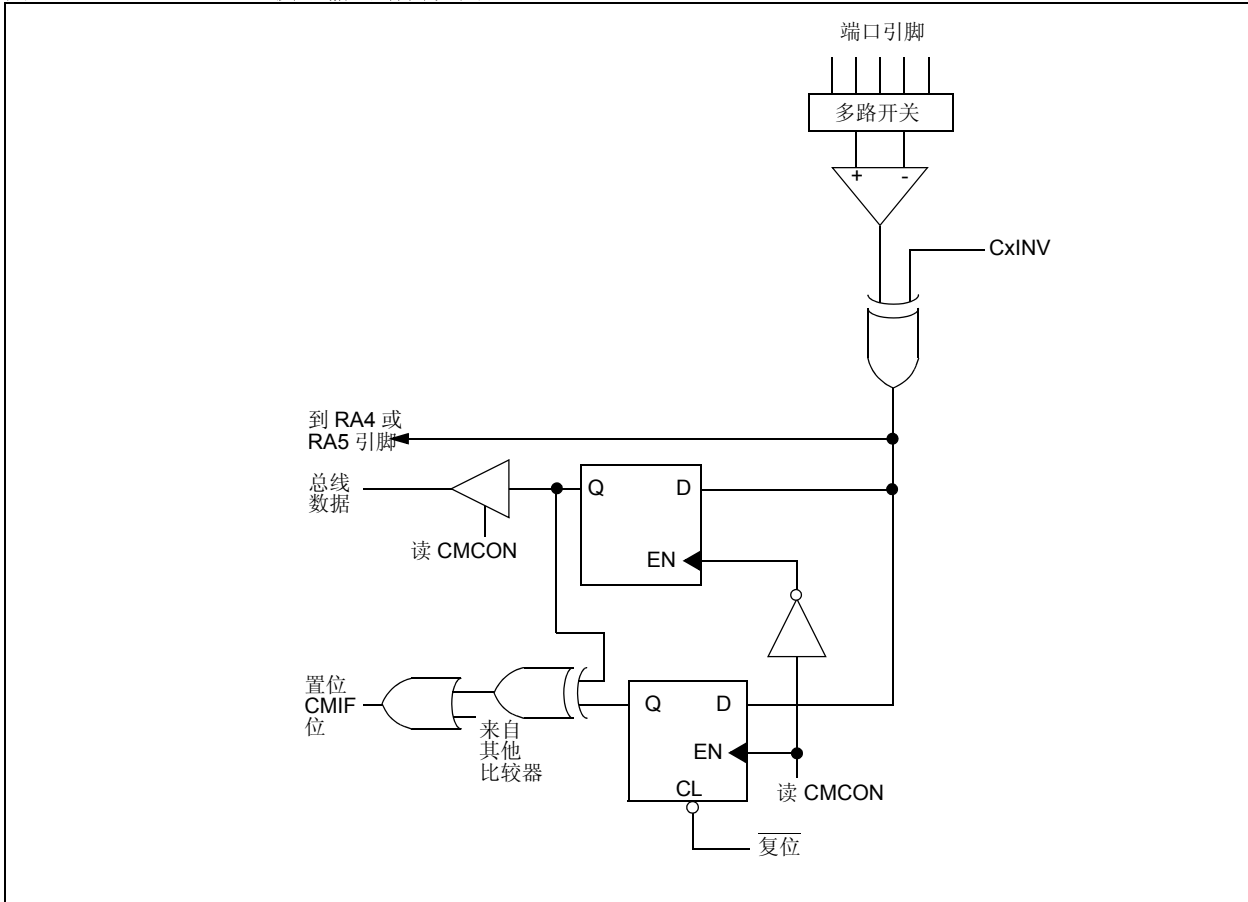 端口引脚
多路开关
+ -
CxINV
到 RA4 或
RA5 引脚
总线
数据
Q D
EN
读 CMCON
置位
CMIF
位
来自
其他
比较器
Q D
EN
CL
读 CMCON
复位